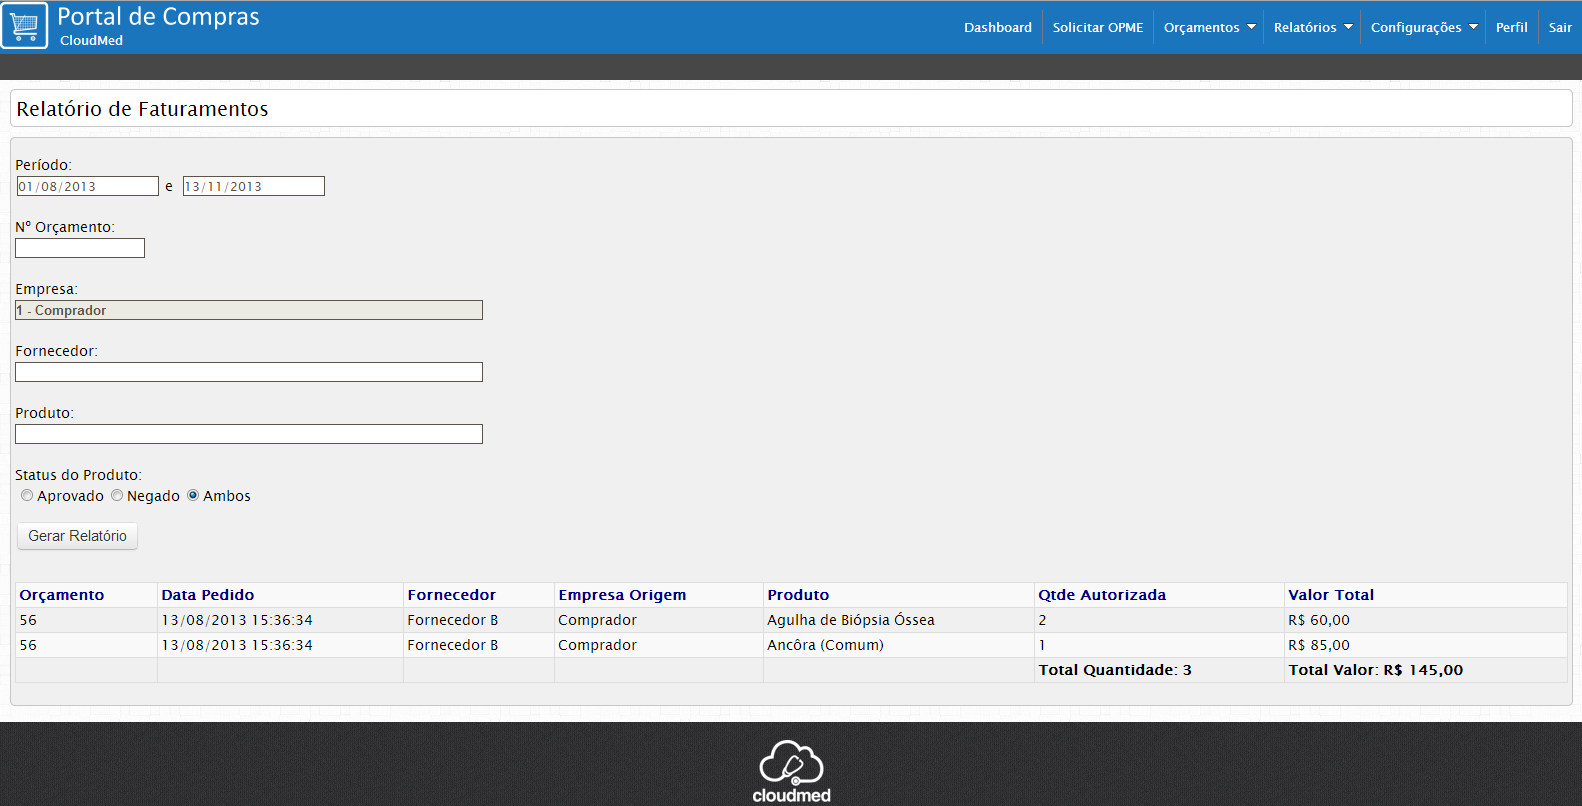 Portal de Compras
CloudMed
Dashboard Solicitar OPME Orçamentos Relatórios Configurações Perfil Sair
Relatório de Faturamentos
Período:
01/08/2013 e 13/11/2013
Nº Orçamento:
Empresa:
1 - Comprador
Fornecedor:
Produto:
Status do Produto:
Aprovado Negado Ambos
Gerar Relatório
Orçamento Data Pedido Fornecedor Empresa Origem Produto Qtde Autorizada Valor Total
56 13/08/2013 15:36:34 Fornecedor B Comprador Agulha de Biópsia Óssea 2 R$ 60,00
56 13/08/2013 15:36:34 Fornecedor B Comprador Ancôra (Comum) 1 R$ 85,00
Total Quantidade: 3 Total Valor: R$ 145,00
cloudmed